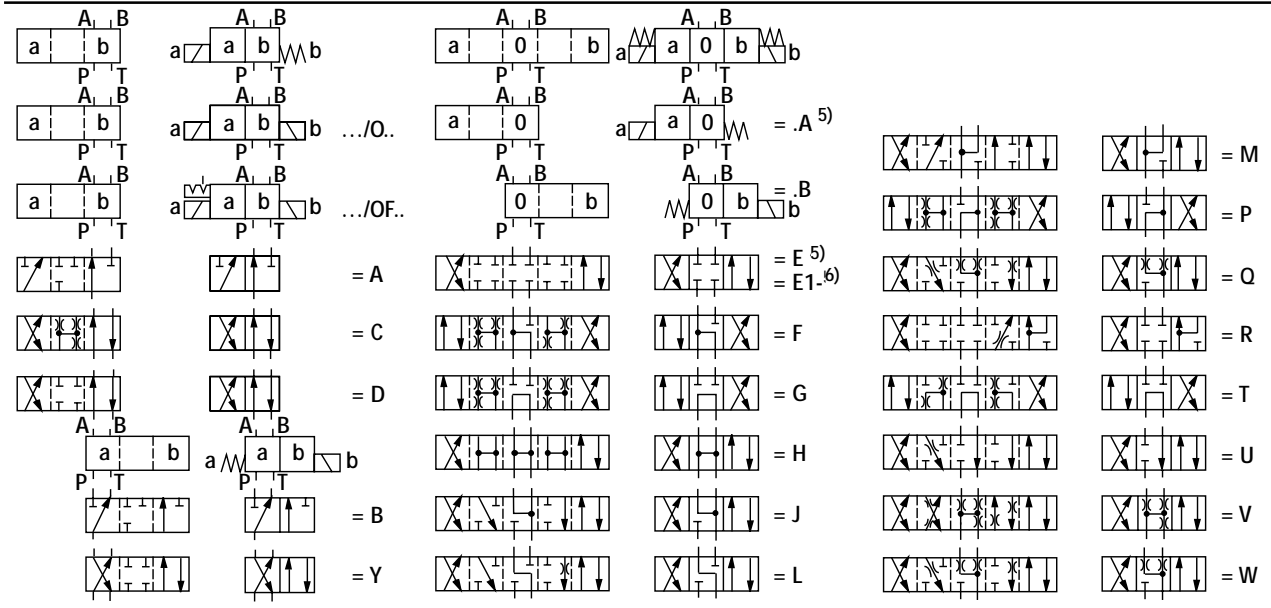 A B A B A B A B
a b a a b b a 0 b a a 0 b b
P T P T P T P T
A B A B A B A B
a b a a b b …/O.. a 0 a a 0 = .A 5)
P T P T P T P T
A B A B A B A B
a b a a b b …/OF.. 0 b 0 b b = .B
P T P T P T P T
= A
= C
= D
A B A B
a b a a b b
P T P T
= B
= Y
= E 5)
= E1- 6)
= F
= G
= H
= J
= L
= M
= P
= Q
= R
= T
= U
= V
= W